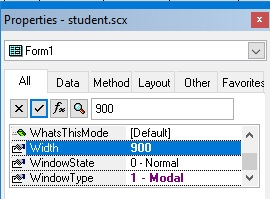 Properties - student.scx
Form1
All Data Method Layout Other Favorites
fx 900
WhatsThisMode [Default]
Width 900
WindowState 0 - Normal
WindowType 1 - Modal